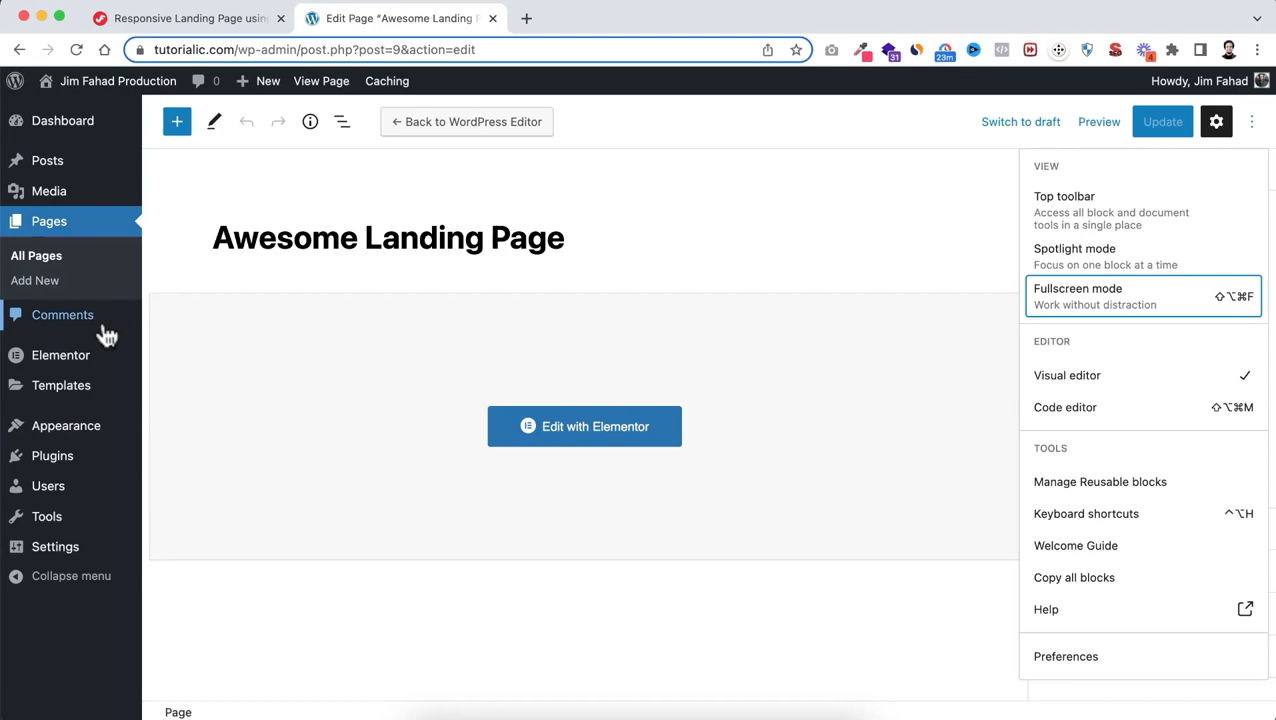 Responsive Landing Page using
Edit Page “Awesome Landing P
tutorialic.com/wp-admin/post.php?post=9&action=edit
31
23m
4
Jim Fahad Production
0
New
View Page
Caching
Howdy, Jim Fahad
Dashboard
Posts
Media
Pages
All Pages
Add New
Comments
Elementor
Templates
Appearance
Plugins
Users
Tools
Settings
Collapse menu
← Back to WordPress Editor
Switch to draft
Preview
Update
Awesome Landing Page
Edit with Elementor
VIEW
Top toolbar
Access all block and document
tools in a single place
Spotlight mode
Focus on one block at a time
Fullscreen mode
⇧⌥⌘F
Work without distraction
EDITOR
Visual editor
Code editor
⇧⌥⌘M
TOOLS
Manage Reusable blocks
Keyboard shortcuts
⌃⌥H
Welcome Guide
Copy all blocks
Help
Preferences
Page